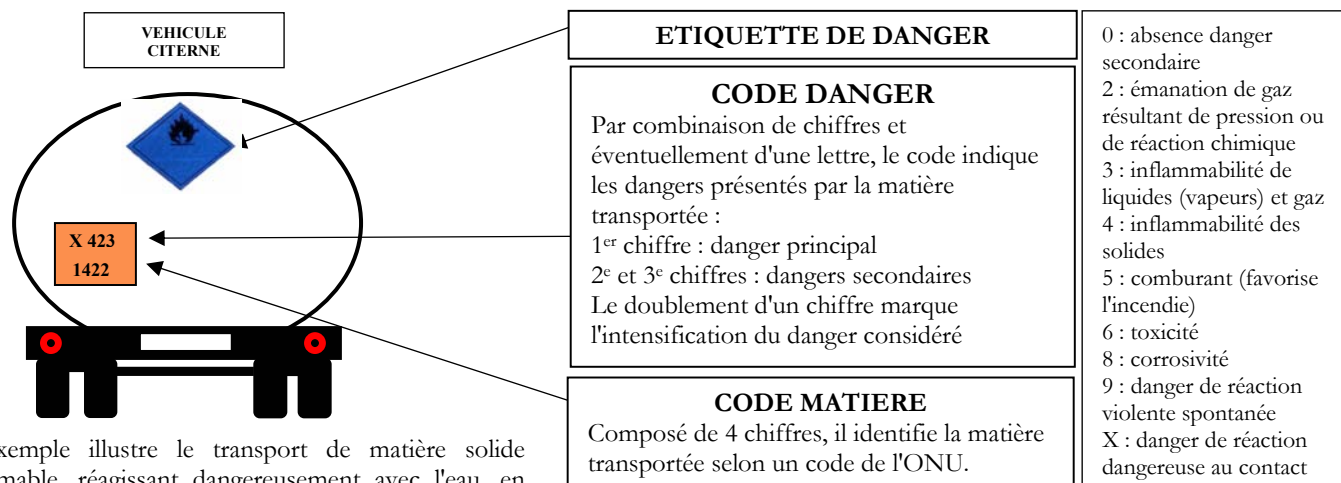 VEHICULE
CITERNE
X 423
1422
xemple illustre le transport de matière solide
mable, réagissant dangereusement avec l'eau, en
ETIQUETTE DE DANGER
CODE DANGER
Par combinaison de chiffres et
éventuellement d'une lettre, le code indique
les dangers présentés par la matière
transportée :
1er chiffre : danger principal
2e et 3e chiffres : dangers secondaires
Le doublement d'un chiffre marque
l'intensification du danger considéré
CODE MATIERE
Composé de 4 chiffres, il identifie la matière
transportée selon un code de l'ONU.
0 : absence danger
secondaire
2 : émanation de gaz
résultant de pression ou
de réaction chimique
3 : inflammabilité de
liquides (vapeurs) et gaz
4 : inflammabilité des
solides
5 : comburant (favorise
l'incendie)
6 : toxicité
8 : corrosivité
9 : danger de réaction
violente spontanée
X : danger de réaction
dangereuse au contact